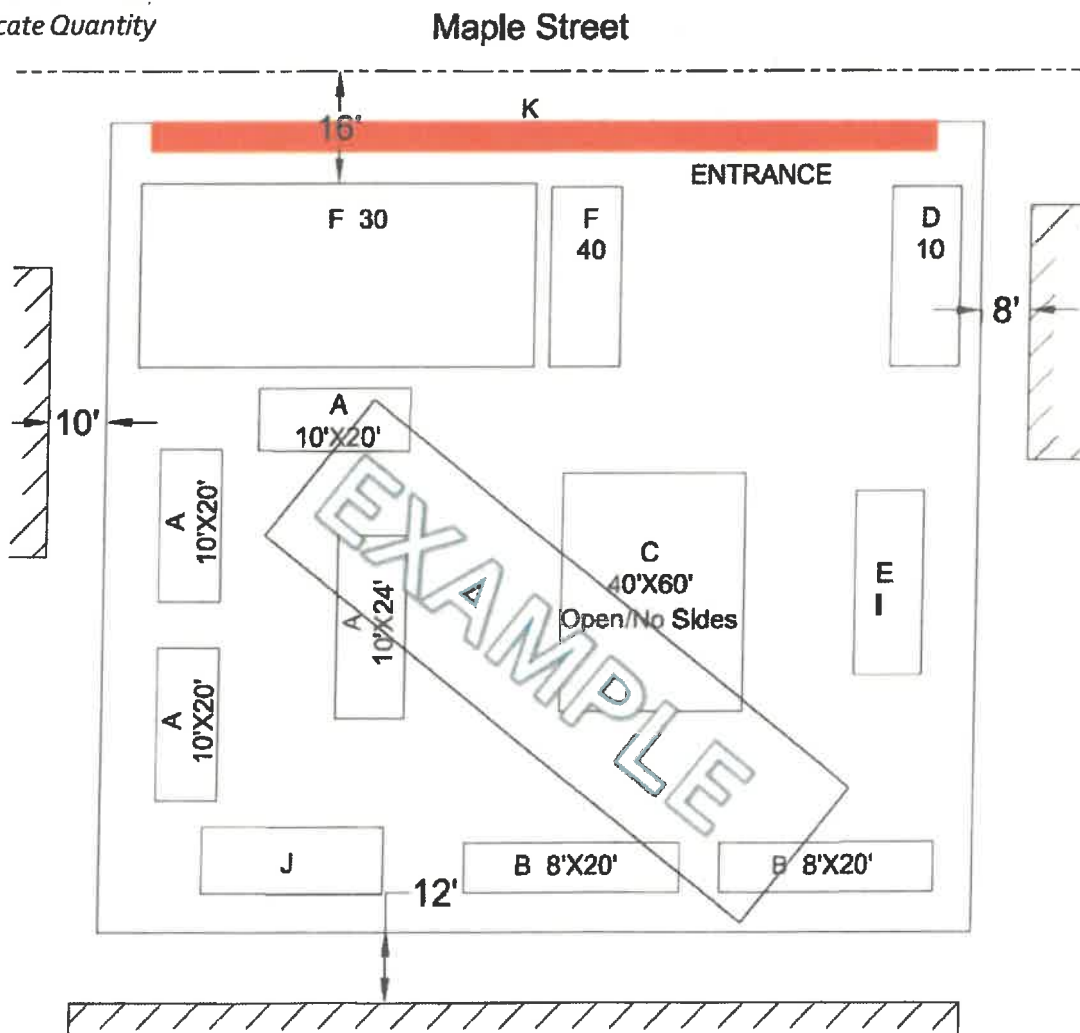 cate Quantity
Maple Street
K
16'
ENTRANCE
F 30
F
40
D
10
8'
10'
A
10'X20'
A
10'X20'
A
10'X24'
C
40'X60'
Open/No Sides
E
I
A
10'X20'
EXAMPLE
J
B 8'X20'
B 8'X20'
12'